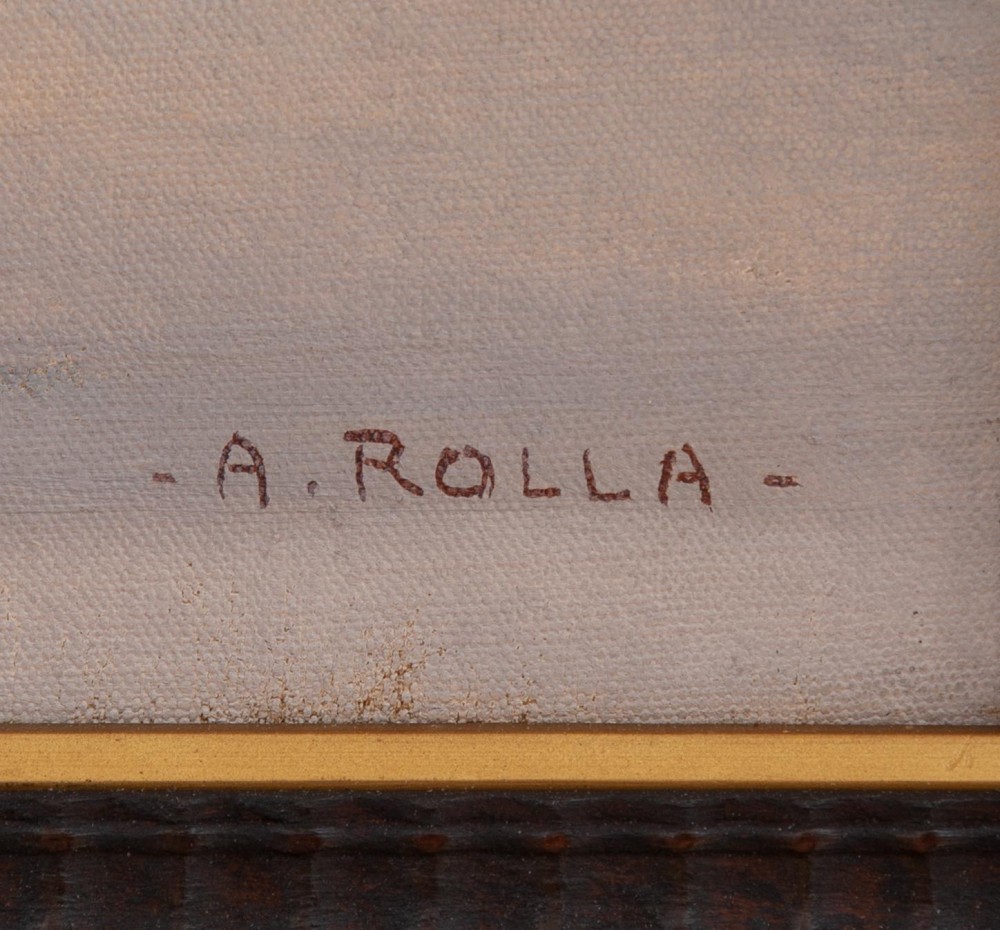 - A. ROLLA -